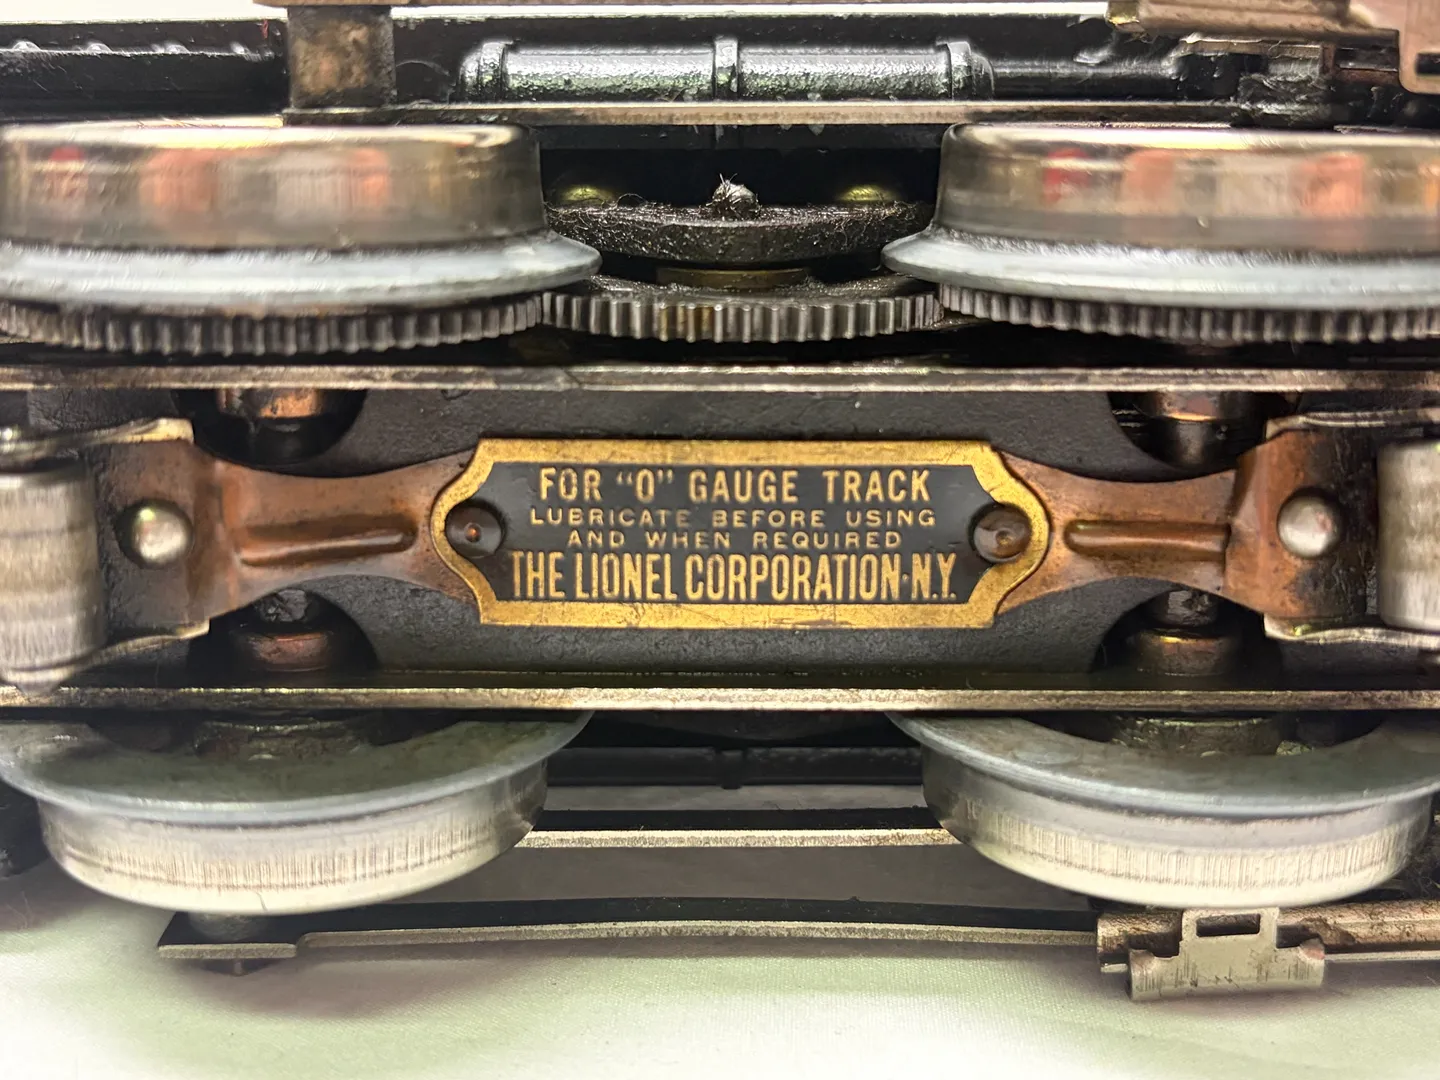 FOR "O" GAUGE TRACK
LUBRICATE BEFORE USING
AND WHEN REQUIRED
THE LIONEL CORPORATION·N.Y.